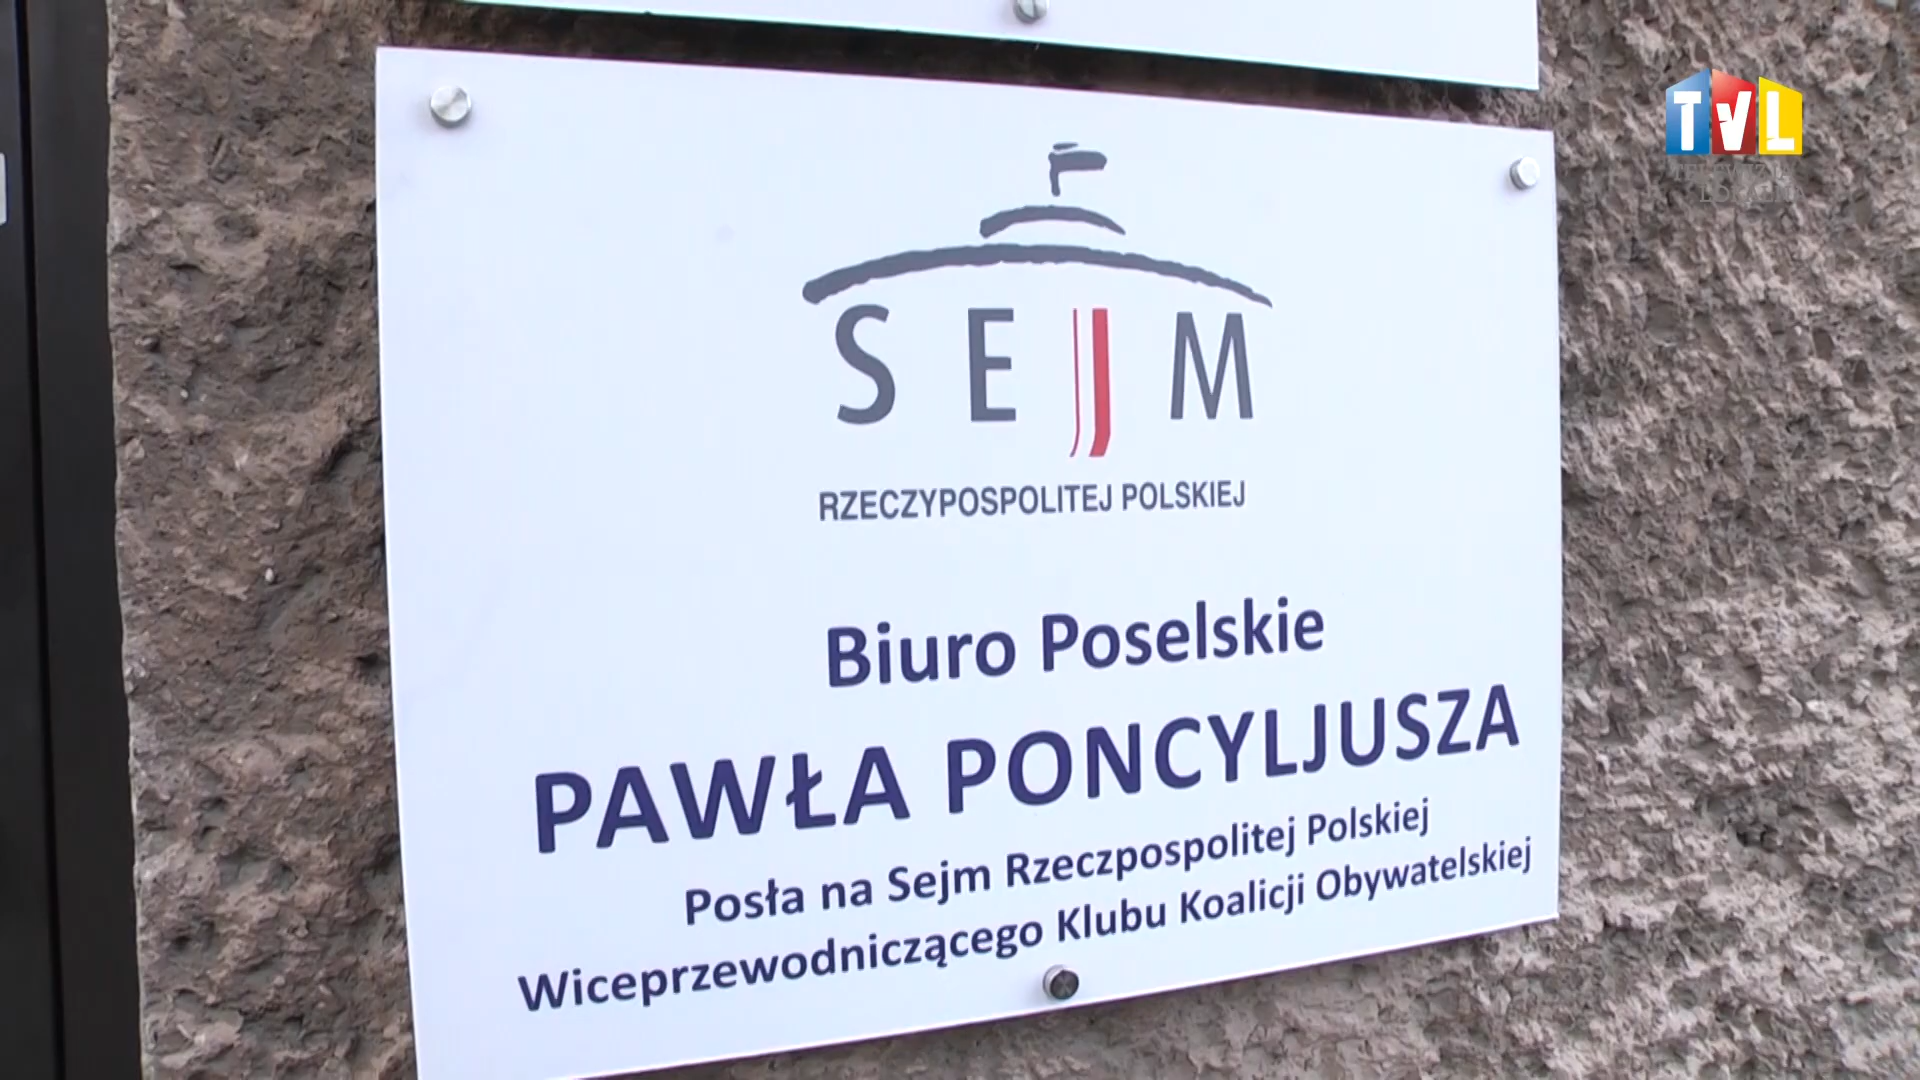 TVL
SEJM
RZECZYPOSPOLITEJ POLSKIEJ
Biuro Poselskie
PAWŁA PONCYLJUSZA
Posła na Sejm Rzeczpospolitej Polskiej
Wiceprzewodniczącego Klubu Koalicji Obywatelskiej